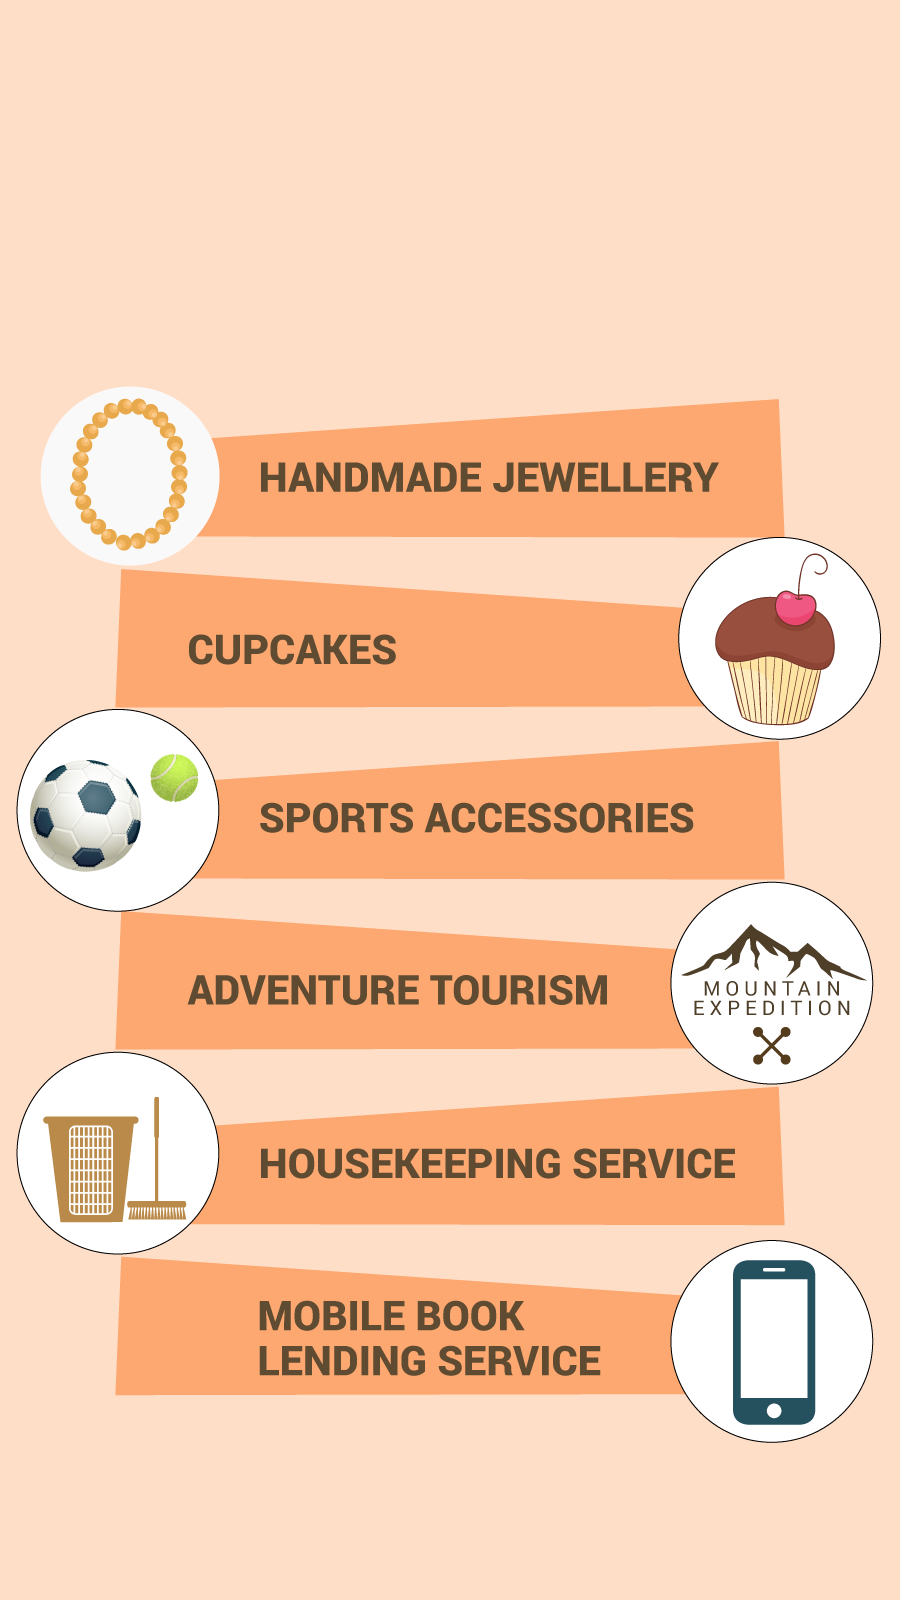 HANDMADE JEWELLERY
CUPCAKES
SPORTS ACCESSORIES
ADVENTURE TOURISM
MOUNTAIN
EXPEDITION
HOUSEKEEPING SERVICE
MOBILE BOOK
LENDING SERVICE